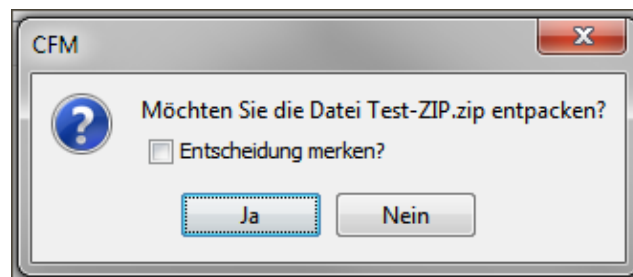 CFM
Möchten Sie die Datei Test-ZIP.zip entpacken?
Entscheidung merken?
Ja
Nein